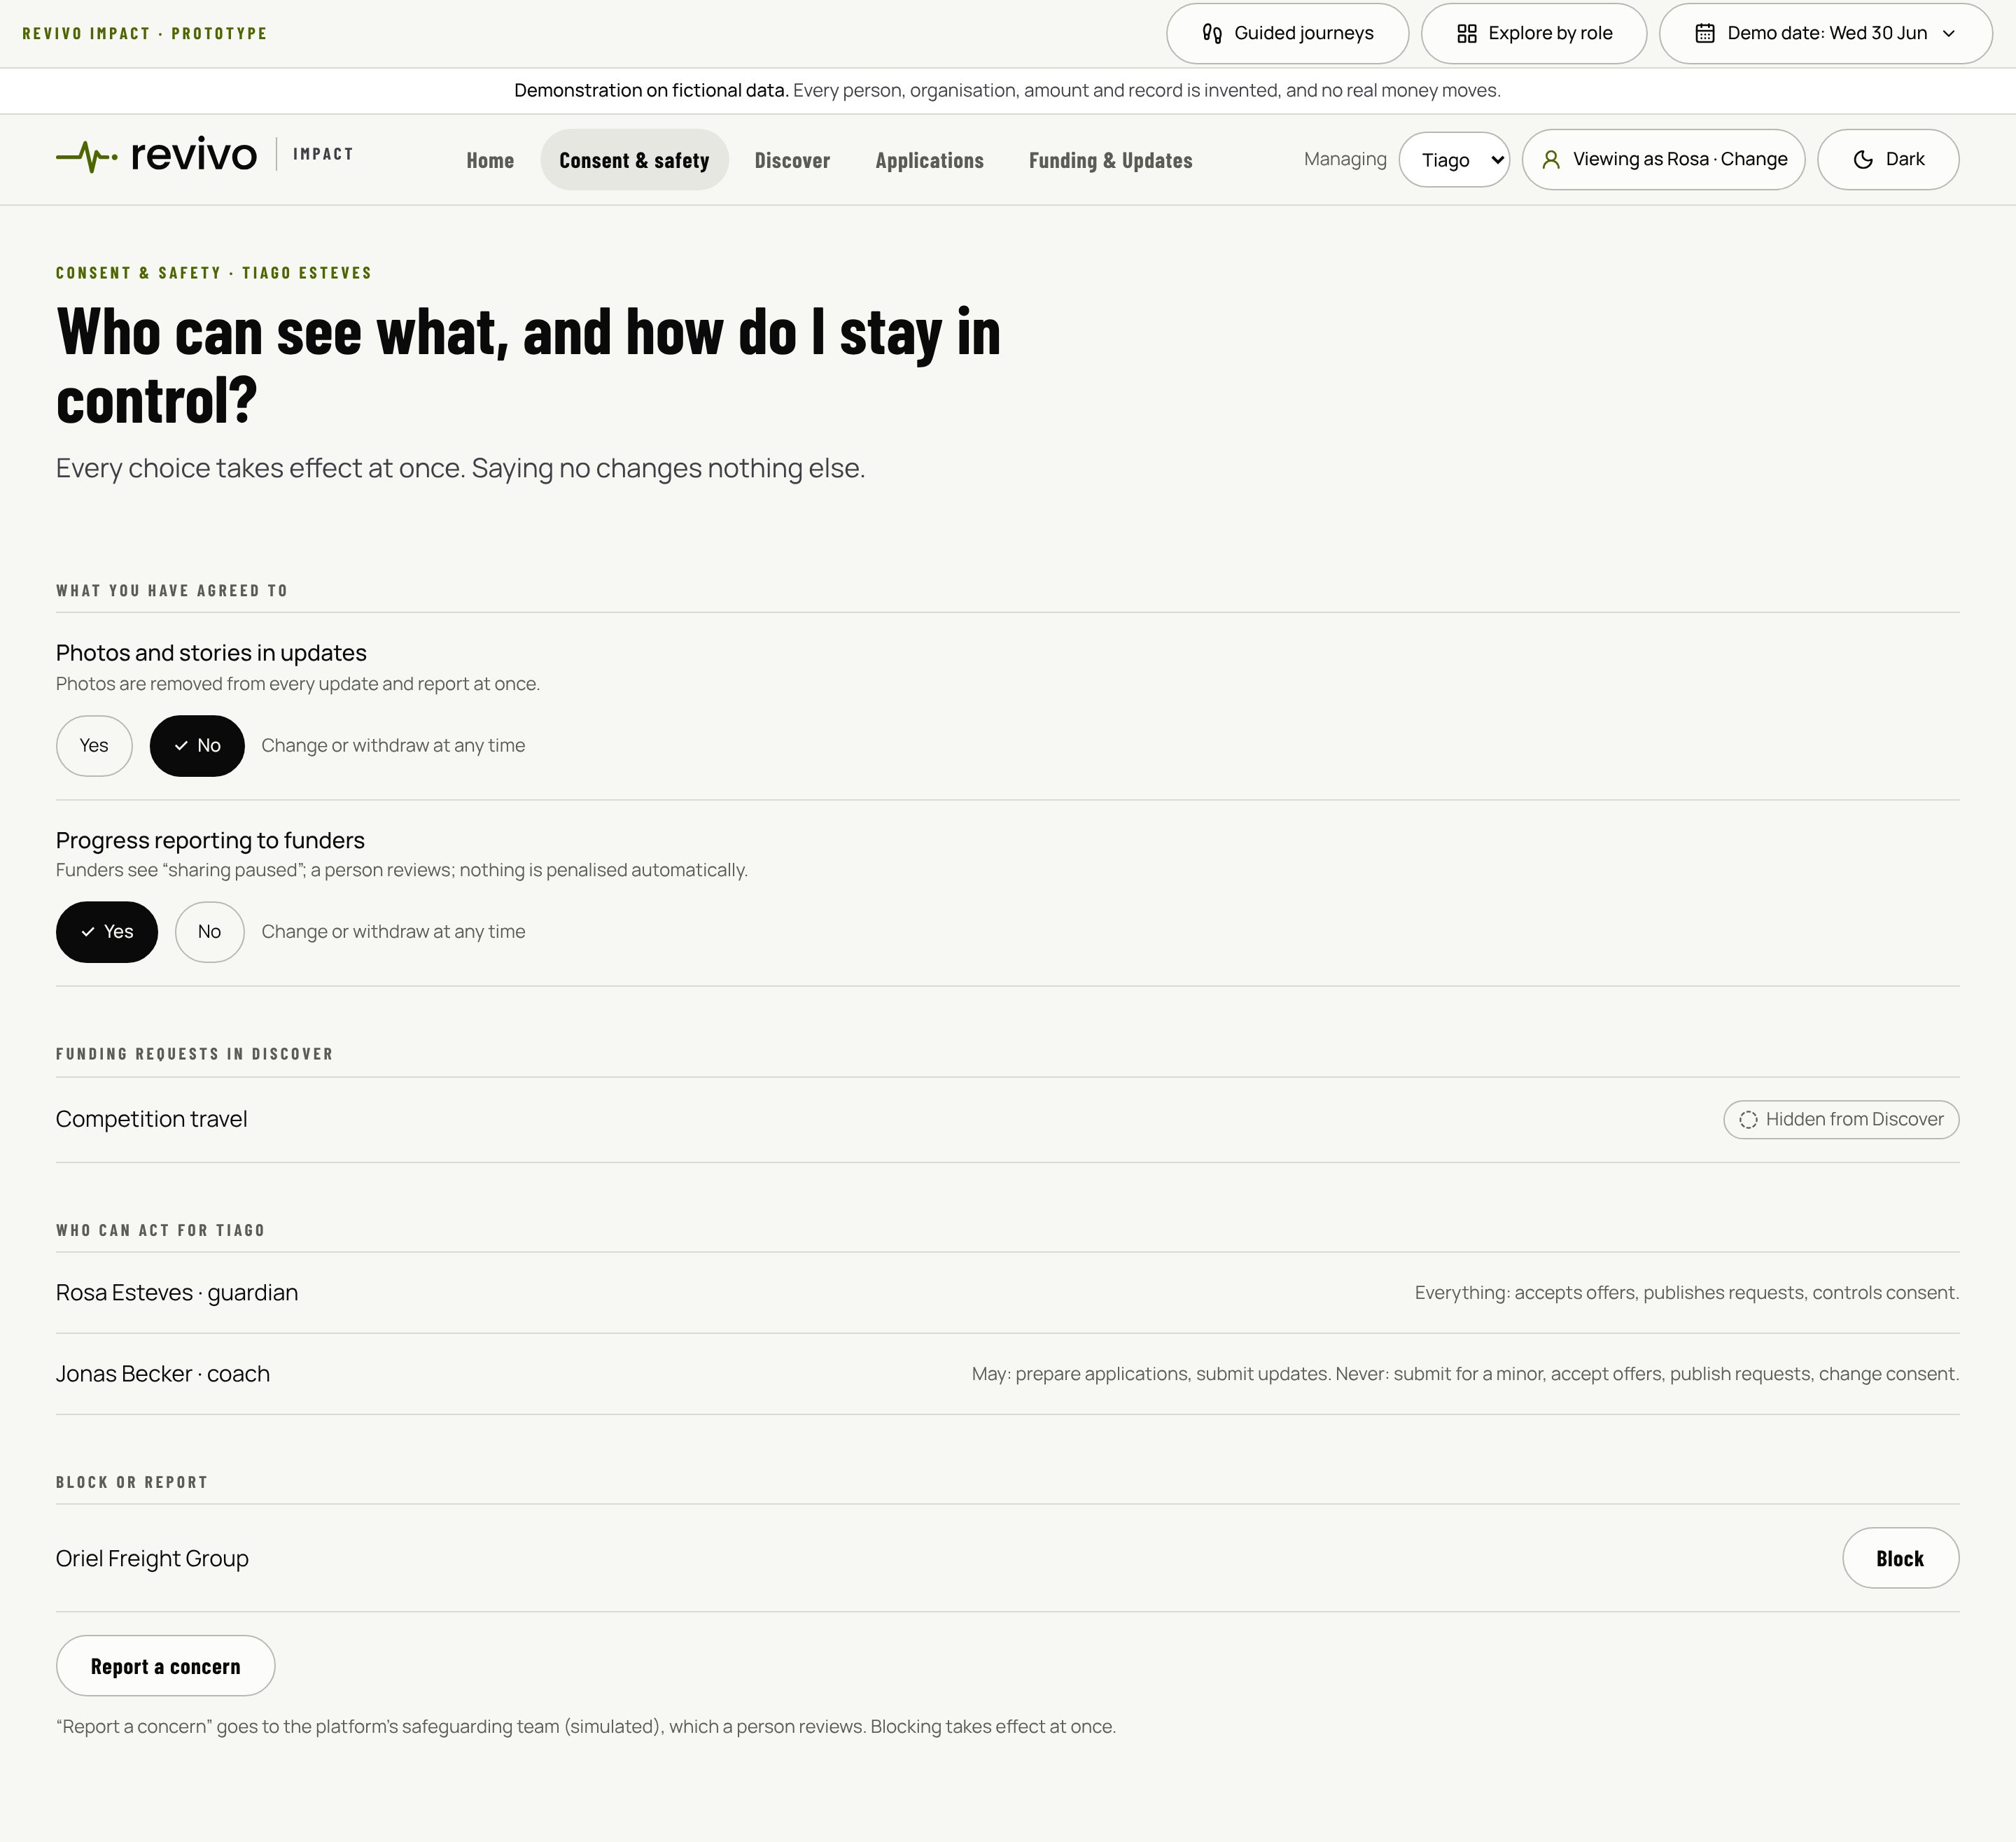 REVIVO IMPACT · PROTOTYPE
Guided journeys
Explore by role
Demo date: Wed 30 Jun
Demonstration on fictional data. Every person, organisation, amount and record is invented, and no real money moves.
revivo IMPACT
Home
Consent & safety
Discover
Applications
Funding & Updates
Managing
Tiago
Viewing as Rosa · Change
Dark
CONSENT & SAFETY · TIAGO ESTEVES
Who can see what, and how do I stay in
control?
Every choice takes effect at once. Saying no changes nothing else.
WHAT YOU HAVE AGREED TO
Photos and stories in updates
Photos are removed from every update and report at once.
Yes
No
Change or withdraw at any time
Progress reporting to funders
Funders see “sharing paused”; a person reviews; nothing is penalised automatically.
Yes
No
Change or withdraw at any time
FUNDING REQUESTS IN DISCOVER
Competition travel
Hidden from Discover
WHO CAN ACT FOR TIAGO
Rosa Esteves · guardian
Everything: accepts offers, publishes requests, controls consent.
Jonas Becker · coach
May: prepare applications, submit updates. Never: submit for a minor, accept offers, publish requests, change consent.
BLOCK OR REPORT
Oriel Freight Group
Block
Report a concern
“Report a concern” goes to the platform’s safeguarding team (simulated), which a person reviews. Blocking takes effect at once.